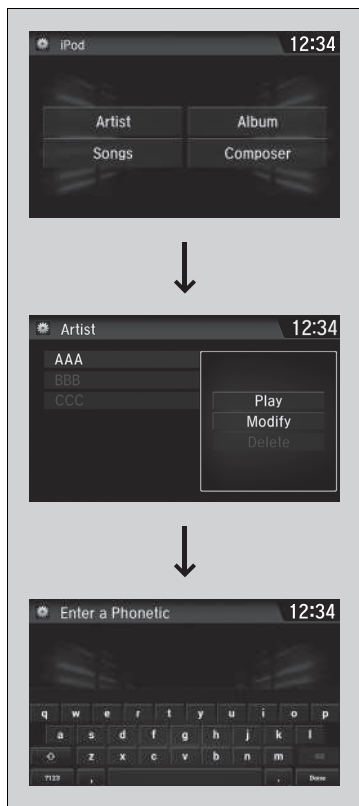 iPod 12:34
Artist Album
Songs Composer
Artist 12:34
AAA
BBB
CCC
Play
Modify
Delete
Enter a Phonetic 12:34
q w e r t y u i o p
a s d f g h j k l
z x c v b n m
?123 , . Done